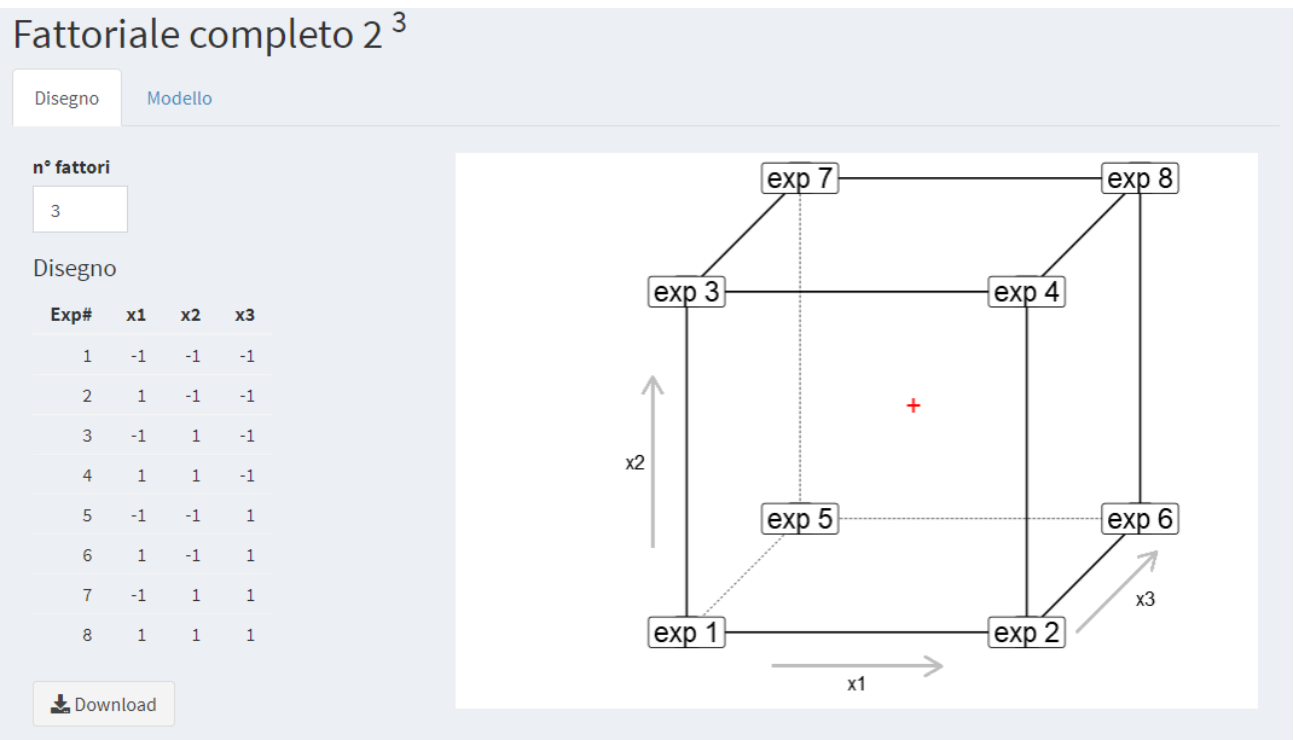 Fattoriale completo 2 3
Disegno Modello
n° fattori
3
Disegno
Exp# x1 x2 x3
1 -1 -1 -1
2 1 -1 -1
3 -1 1 -1
4 1 1 -1
5 -1 -1 1
6 1 -1 1
7 -1 1 1
8 1 1 1
Download
exp 7 exp 8
exp 3 exp 4
x2
exp 5 exp 6
x3
exp 1 exp 2
x1